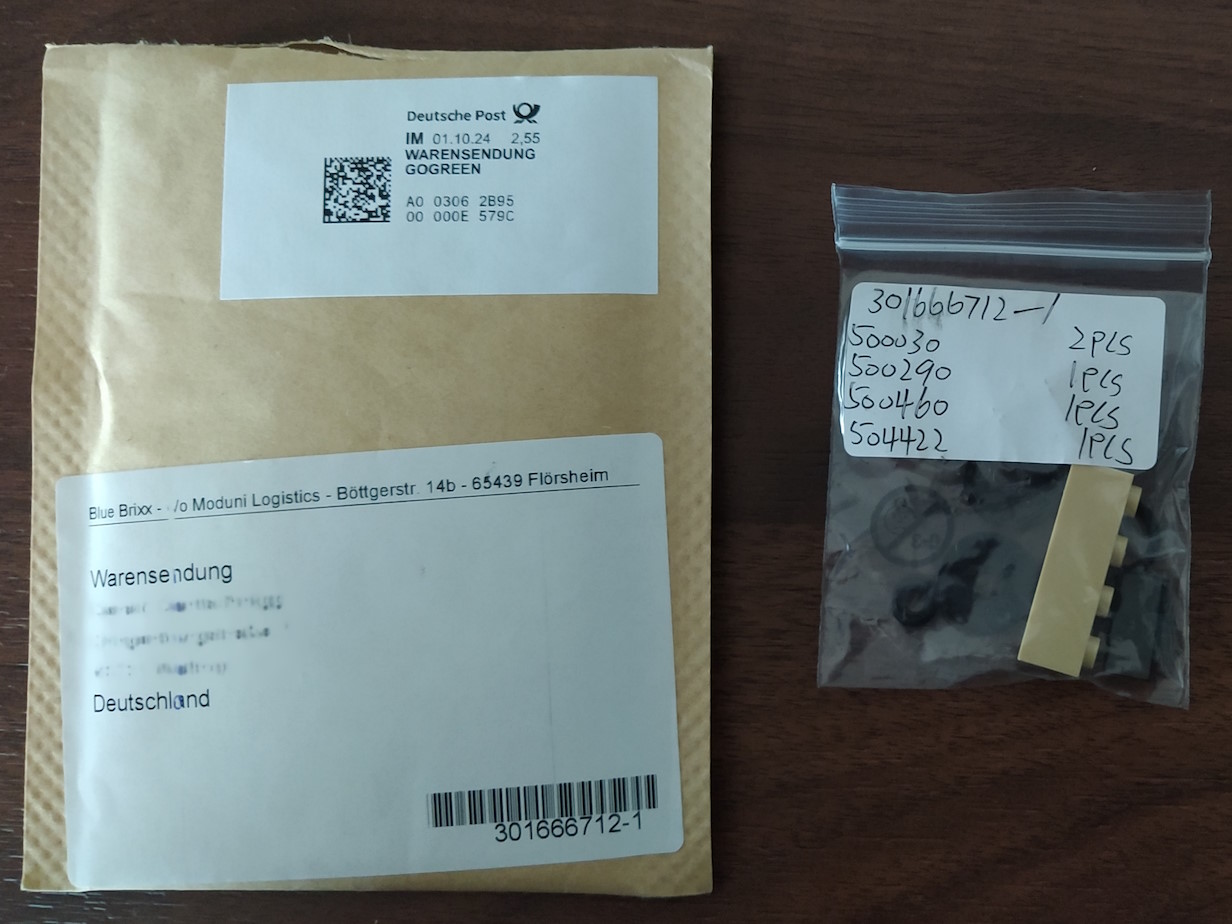 Deutsche Post
IM 01.10.24 2,55
WARENSENDUNG
GOGREEN
A0 0306 2B95
00 000E 579C
Blue Brixx - /o Moduni Logistics - Böttgerstr. 14b - 65439 Flörsheim
Warensendung
Deutschland
301666712-1
301666712-1
500030 2PCS
500290 1PCS
500460 1PCS
504422 1PCS
0-3